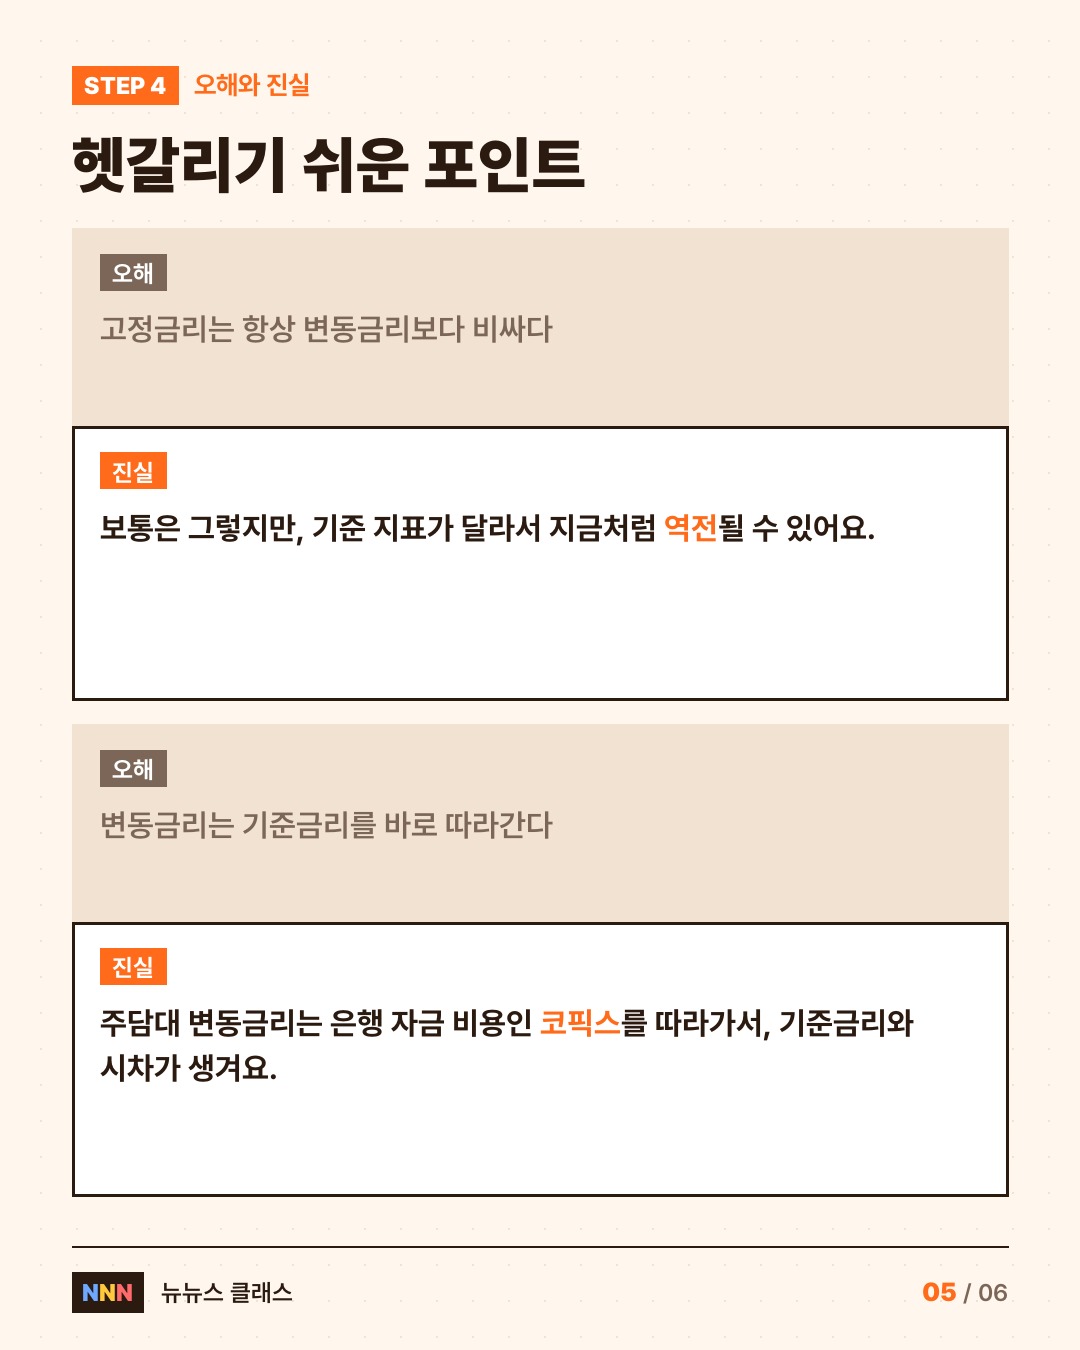 STEP 4 오해와 진실
헷갈리기 쉬운 포인트
오해
고정금리는 항상 변동금리보다 비싸다
진실
보통은 그렇지만, 기준 지표가 달라서 지금처럼 역전될 수 있어요.
오해
변동금리는 기준금리를 바로 따라간다
진실
주담대 변동금리는 은행 자금 비용인 코픽스를 따라가서, 기준금리와
시차가 생겨요.
NNN 뉴뉴스 클래스
05 / 06